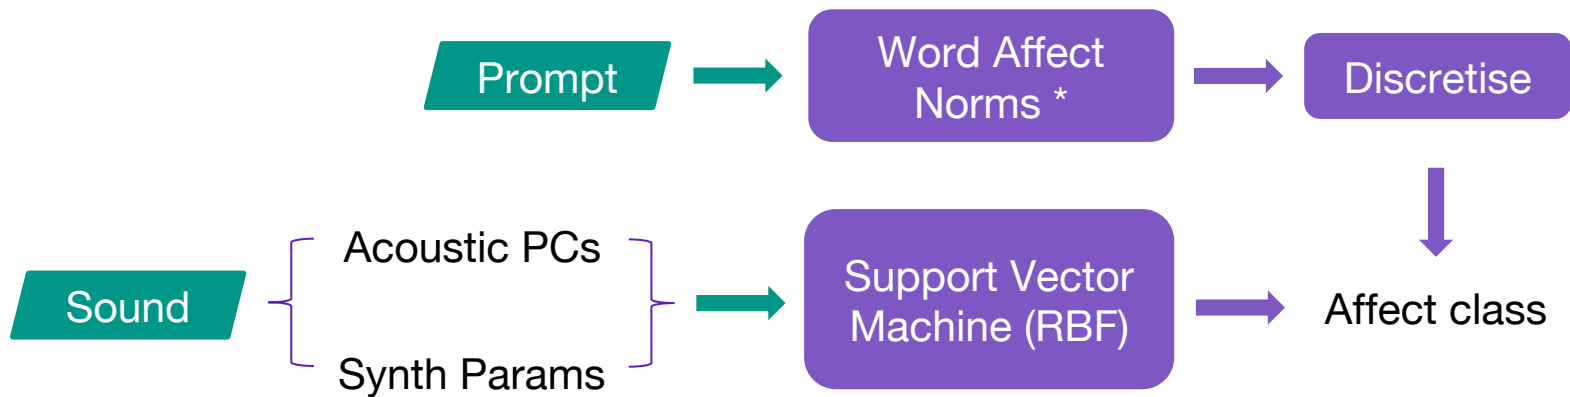 Prompt
Word Affect
Norms *
Discretise
Sound
Acoustic PCs
Synth Params
Support Vector
Machine (RBF)
Affect class